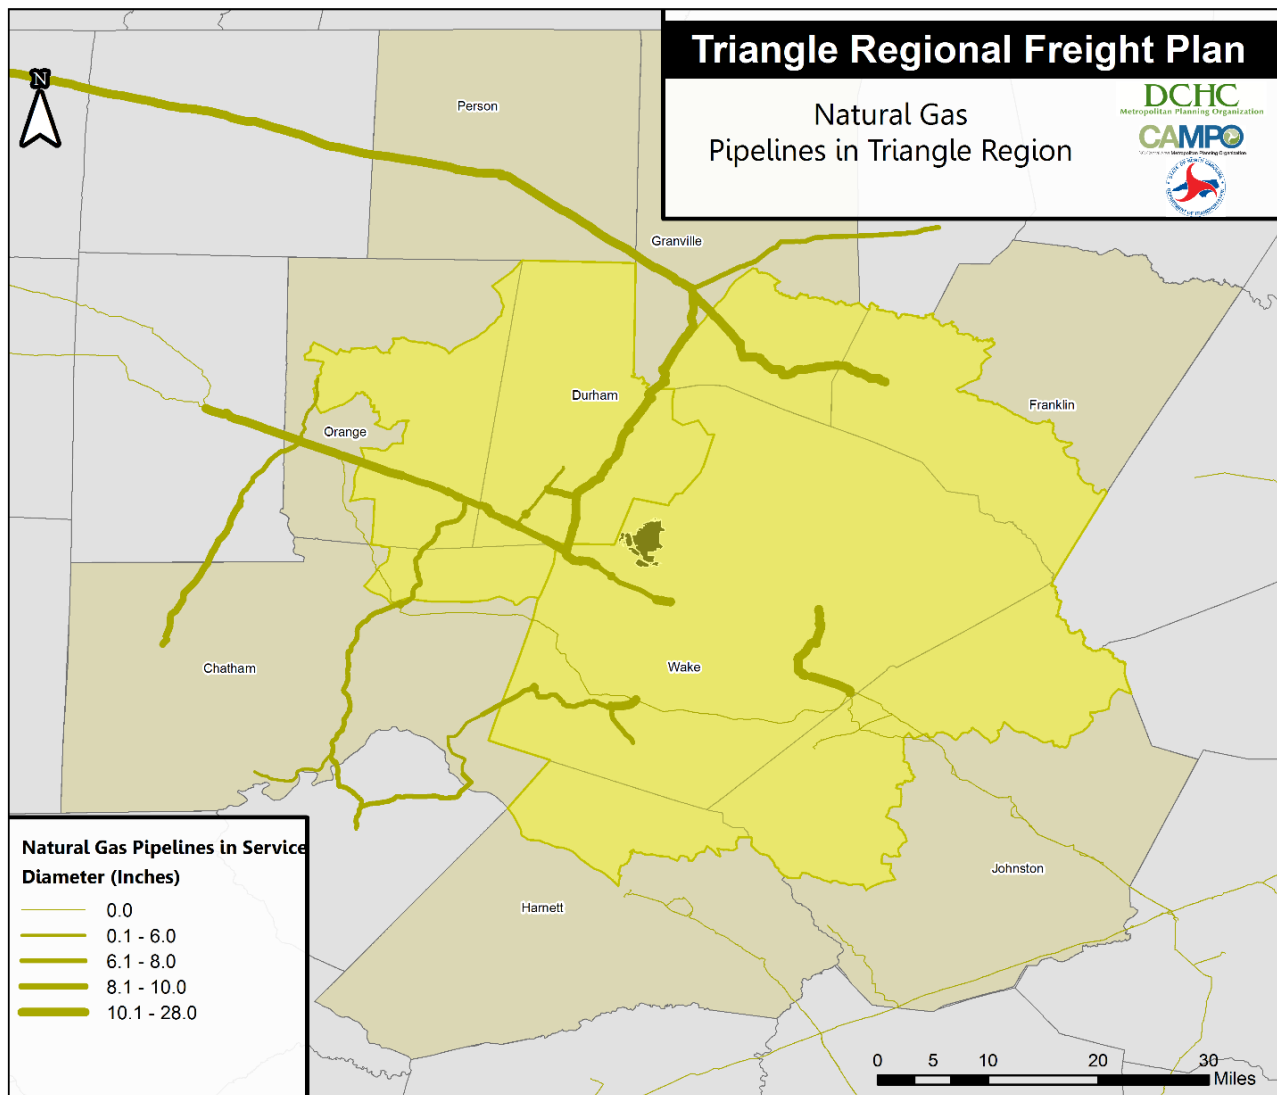 Triangle Regional Freight Plan
Natural Gas
Pipelines in Triangle Region
DCHC
Metropolitan Planning Organization
CAMPO
N
Person
Granville
Durham
Franklin
Orange
Wake
Chatham
Johnston
Harnett
Natural Gas Pipelines in Service
Diameter (Inches)
0.0
0.1 - 6.0
6.1 - 8.0
8.1 - 10.0
10.1 - 28.0
0 5 10 20 30
Miles